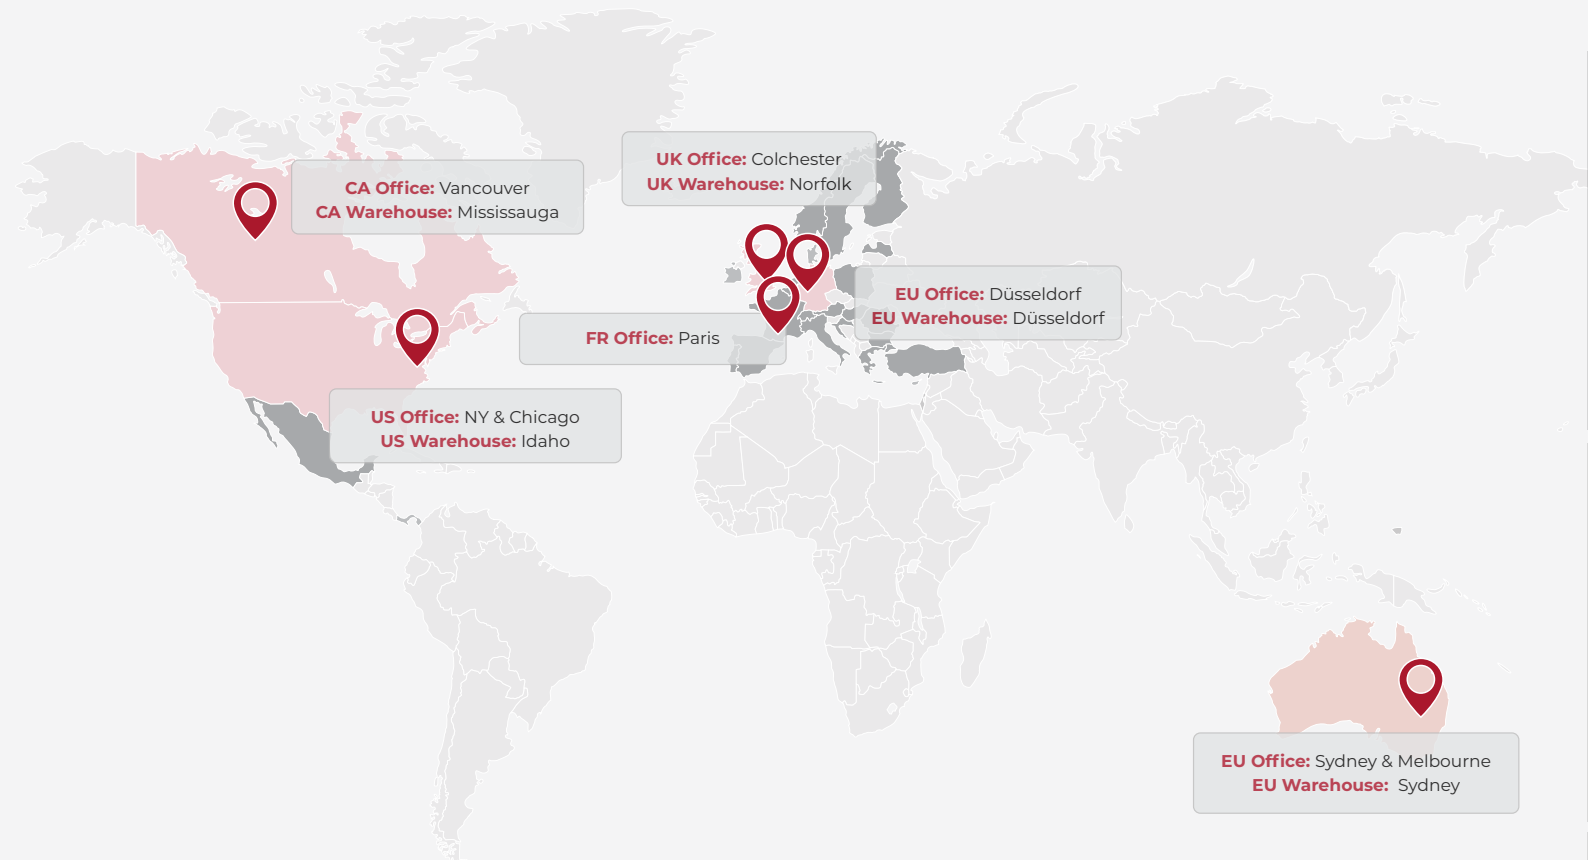 UK Office: Colchester
UK Warehouse: Norfolk
CA Office: Vancouver
CA Warehouse: Mississauga
EU Office: Düsseldorf
EU Warehouse: Düsseldorf
FR Office: Paris
US Office: NY & Chicago
US Warehouse: Idaho
EU Office: Sydney & Melbourne
EU Warehouse: Sydney